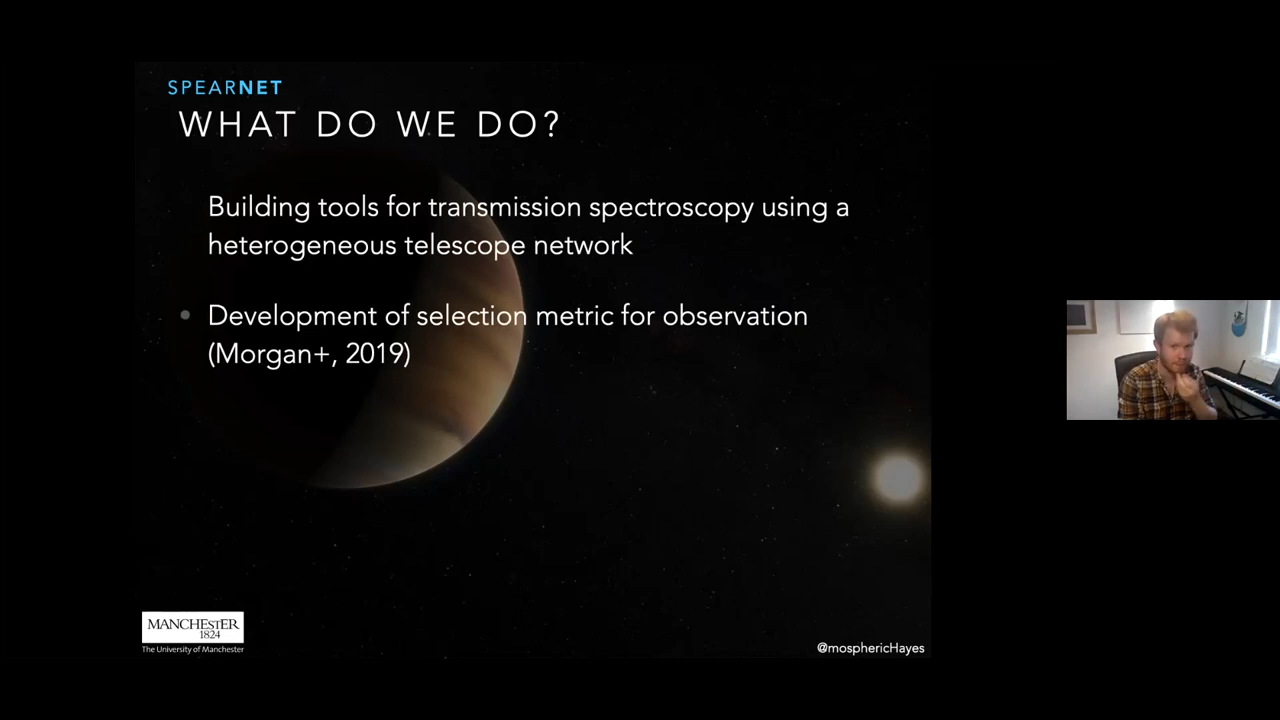 SPEARNET
WHAT DO WE DO?
Building tools for transmission spectroscopy using a
heterogeneous telescope network
Development of selection metric for observation
(Morgan+, 2019)
MANCHESTER
1824
The University of Manchester
@mosphericHayes